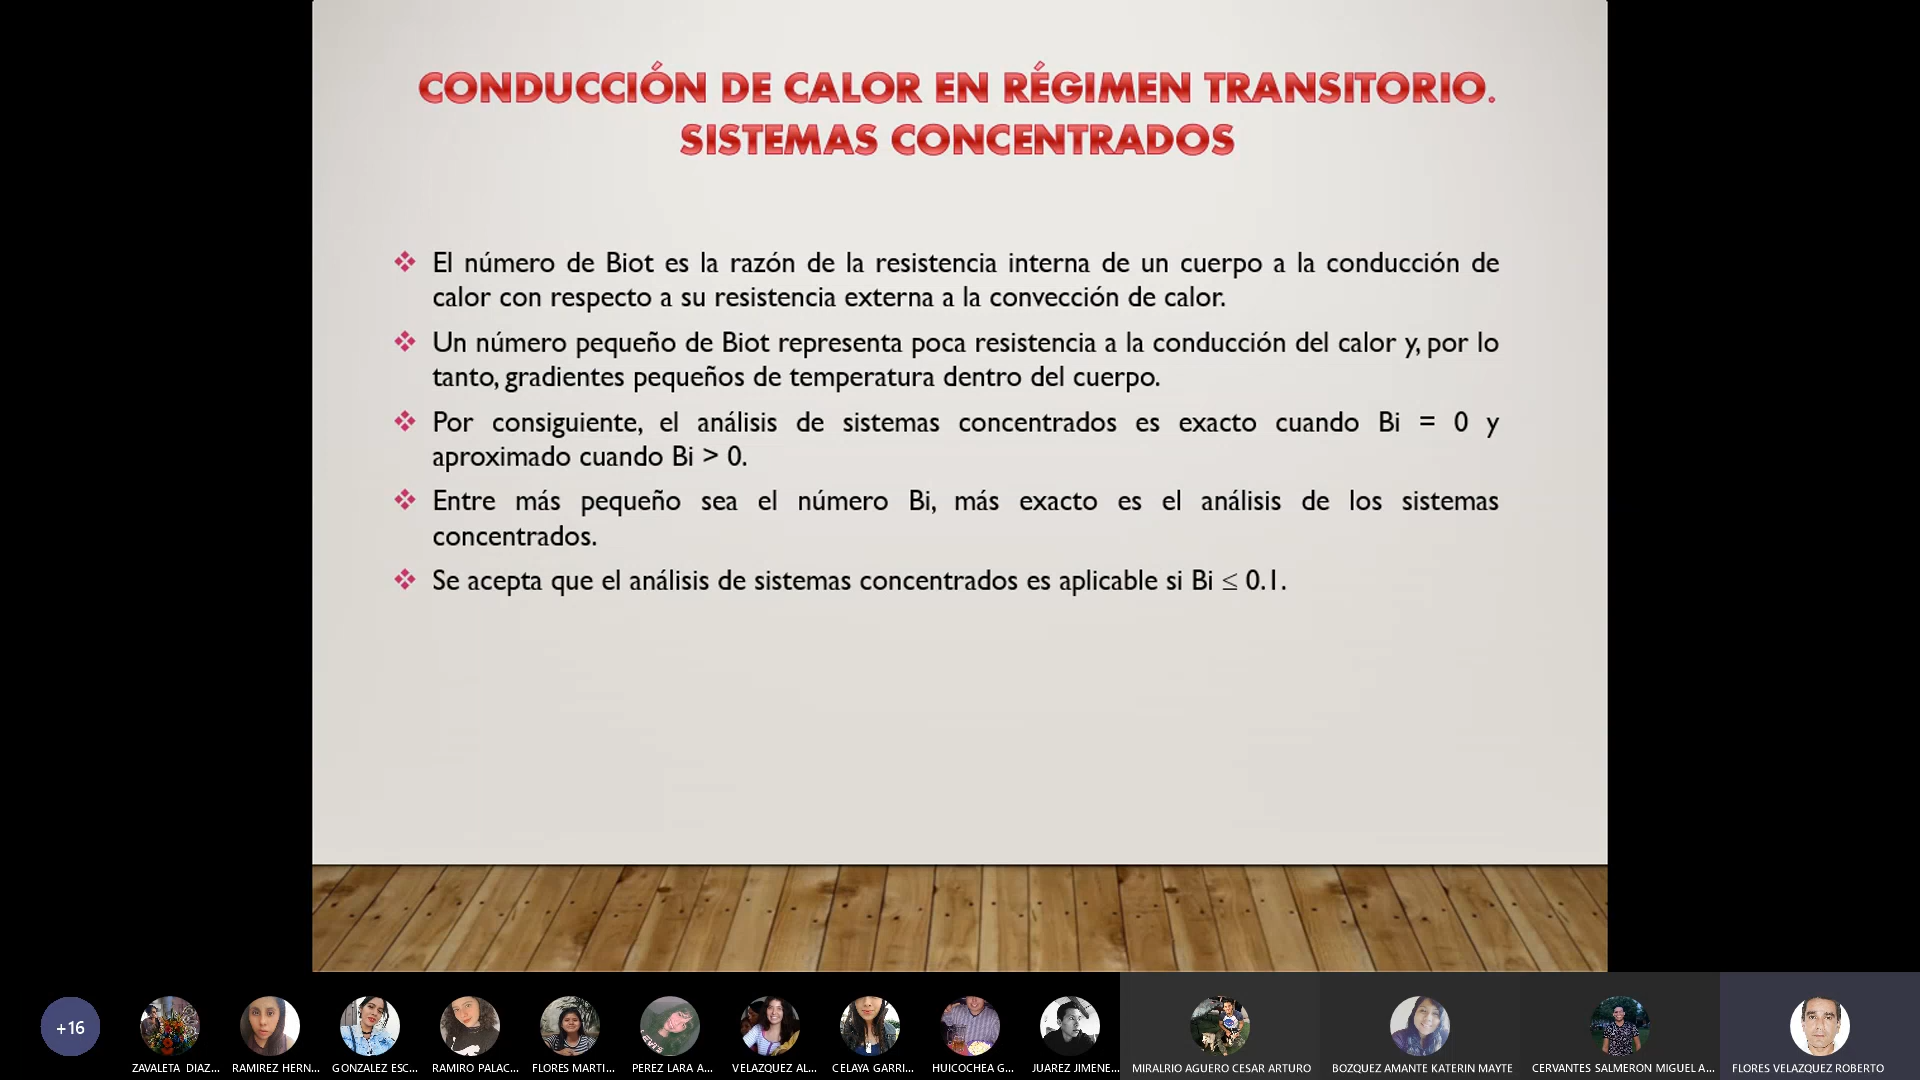 CONDUCCIÓN DE CALOR EN RÉGIMEN TRANSITORIO.
SISTEMAS CONCENTRADOS
El número de Biot es la razón de la resistencia interna de un cuerpo a la conducción de
calor con respecto a su resistencia externa a la convección de calor.
Un número pequeño de Biot representa poca resistencia a la conducción del calor y, por lo
tanto, gradientes pequeños de temperatura dentro del cuerpo.
Por consiguiente, el análisis de sistemas concentrados es exacto cuando Bi = 0 y
aproximado cuando Bi > 0.
Entre más pequeño sea el número Bi, más exacto es el análisis de los sistemas
concentrados.
Se acepta que el análisis de sistemas concentrados es aplicable si Bi ≤ 0.1.
+16
ZAVALETA DIAZ... RAMIREZ HERN... GONZALEZ ESC... RAMIRO PALAC... FLORES MARTI... PEREZ LARA A... VELAZQUEZ AL... CELAYA GARRI... HUICOCHEA G... JUAREZ JIMENE... MIRALRIO AGUERO CESAR ARTURO BOZQUEZ AMANTE KATERIN MAYTE CERVANTES SALMERON MIGUEL A... FLORES VELAZQUEZ ROBERTO